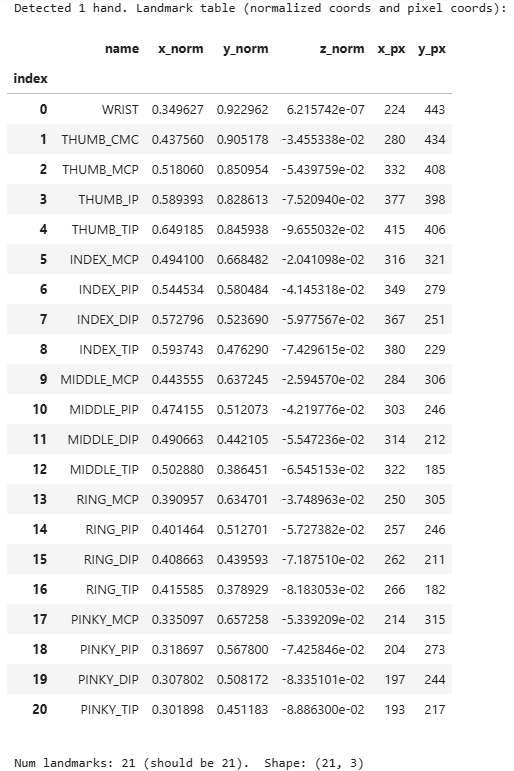 Detected 1 hand. Landmark table (normalized coords and pixel coords):
name x_norm y_norm z_norm x_px y_px
index
0 WRIST 0.349627 0.922962 6.215742e-07 224 443
1 THUMB_CMC 0.437560 0.905178 -3.455338e-02 280 434
2 THUMB_MCP 0.518060 0.850954 -5.439759e-02 332 408
3 THUMB_IP 0.589393 0.828613 -7.520940e-02 377 398
4 THUMB_TIP 0.649185 0.845938 -9.655032e-02 415 406
5 INDEX_MCP 0.494100 0.668482 -2.041098e-02 316 321
6 INDEX_PIP 0.544534 0.580484 -4.145318e-02 349 279
7 INDEX_DIP 0.572796 0.523690 -5.977567e-02 367 251
8 INDEX_TIP 0.593743 0.476290 -7.429615e-02 380 229
9 MIDDLE_MCP 0.443555 0.637245 -2.594570e-02 284 306
10 MIDDLE_PIP 0.474155 0.512073 -4.219776e-02 303 246
11 MIDDLE_DIP 0.490663 0.442105 -5.547236e-02 314 212
12 MIDDLE_TIP 0.502880 0.386451 -6.545153e-02 322 185
13 RING_MCP 0.390957 0.634701 -3.748963e-02 250 305
14 RING_PIP 0.401464 0.512701 -5.727382e-02 257 246
15 RING_DIP 0.408663 0.439593 -7.187510e-02 262 211
16 RING_TIP 0.415585 0.378929 -8.183053e-02 266 182
17 PINKY_MCP 0.335097 0.657258 -5.339209e-02 214 315
18 PINKY_PIP 0.318697 0.567800 -7.425846e-02 204 273
19 PINKY_DIP 0.307802 0.508172 -8.335101e-02 197 244
20 PINKY_TIP 0.301898 0.451183 -8.886300e-02 193 217
Num landmarks: 21 (should be 21).  Shape: (21, 3)